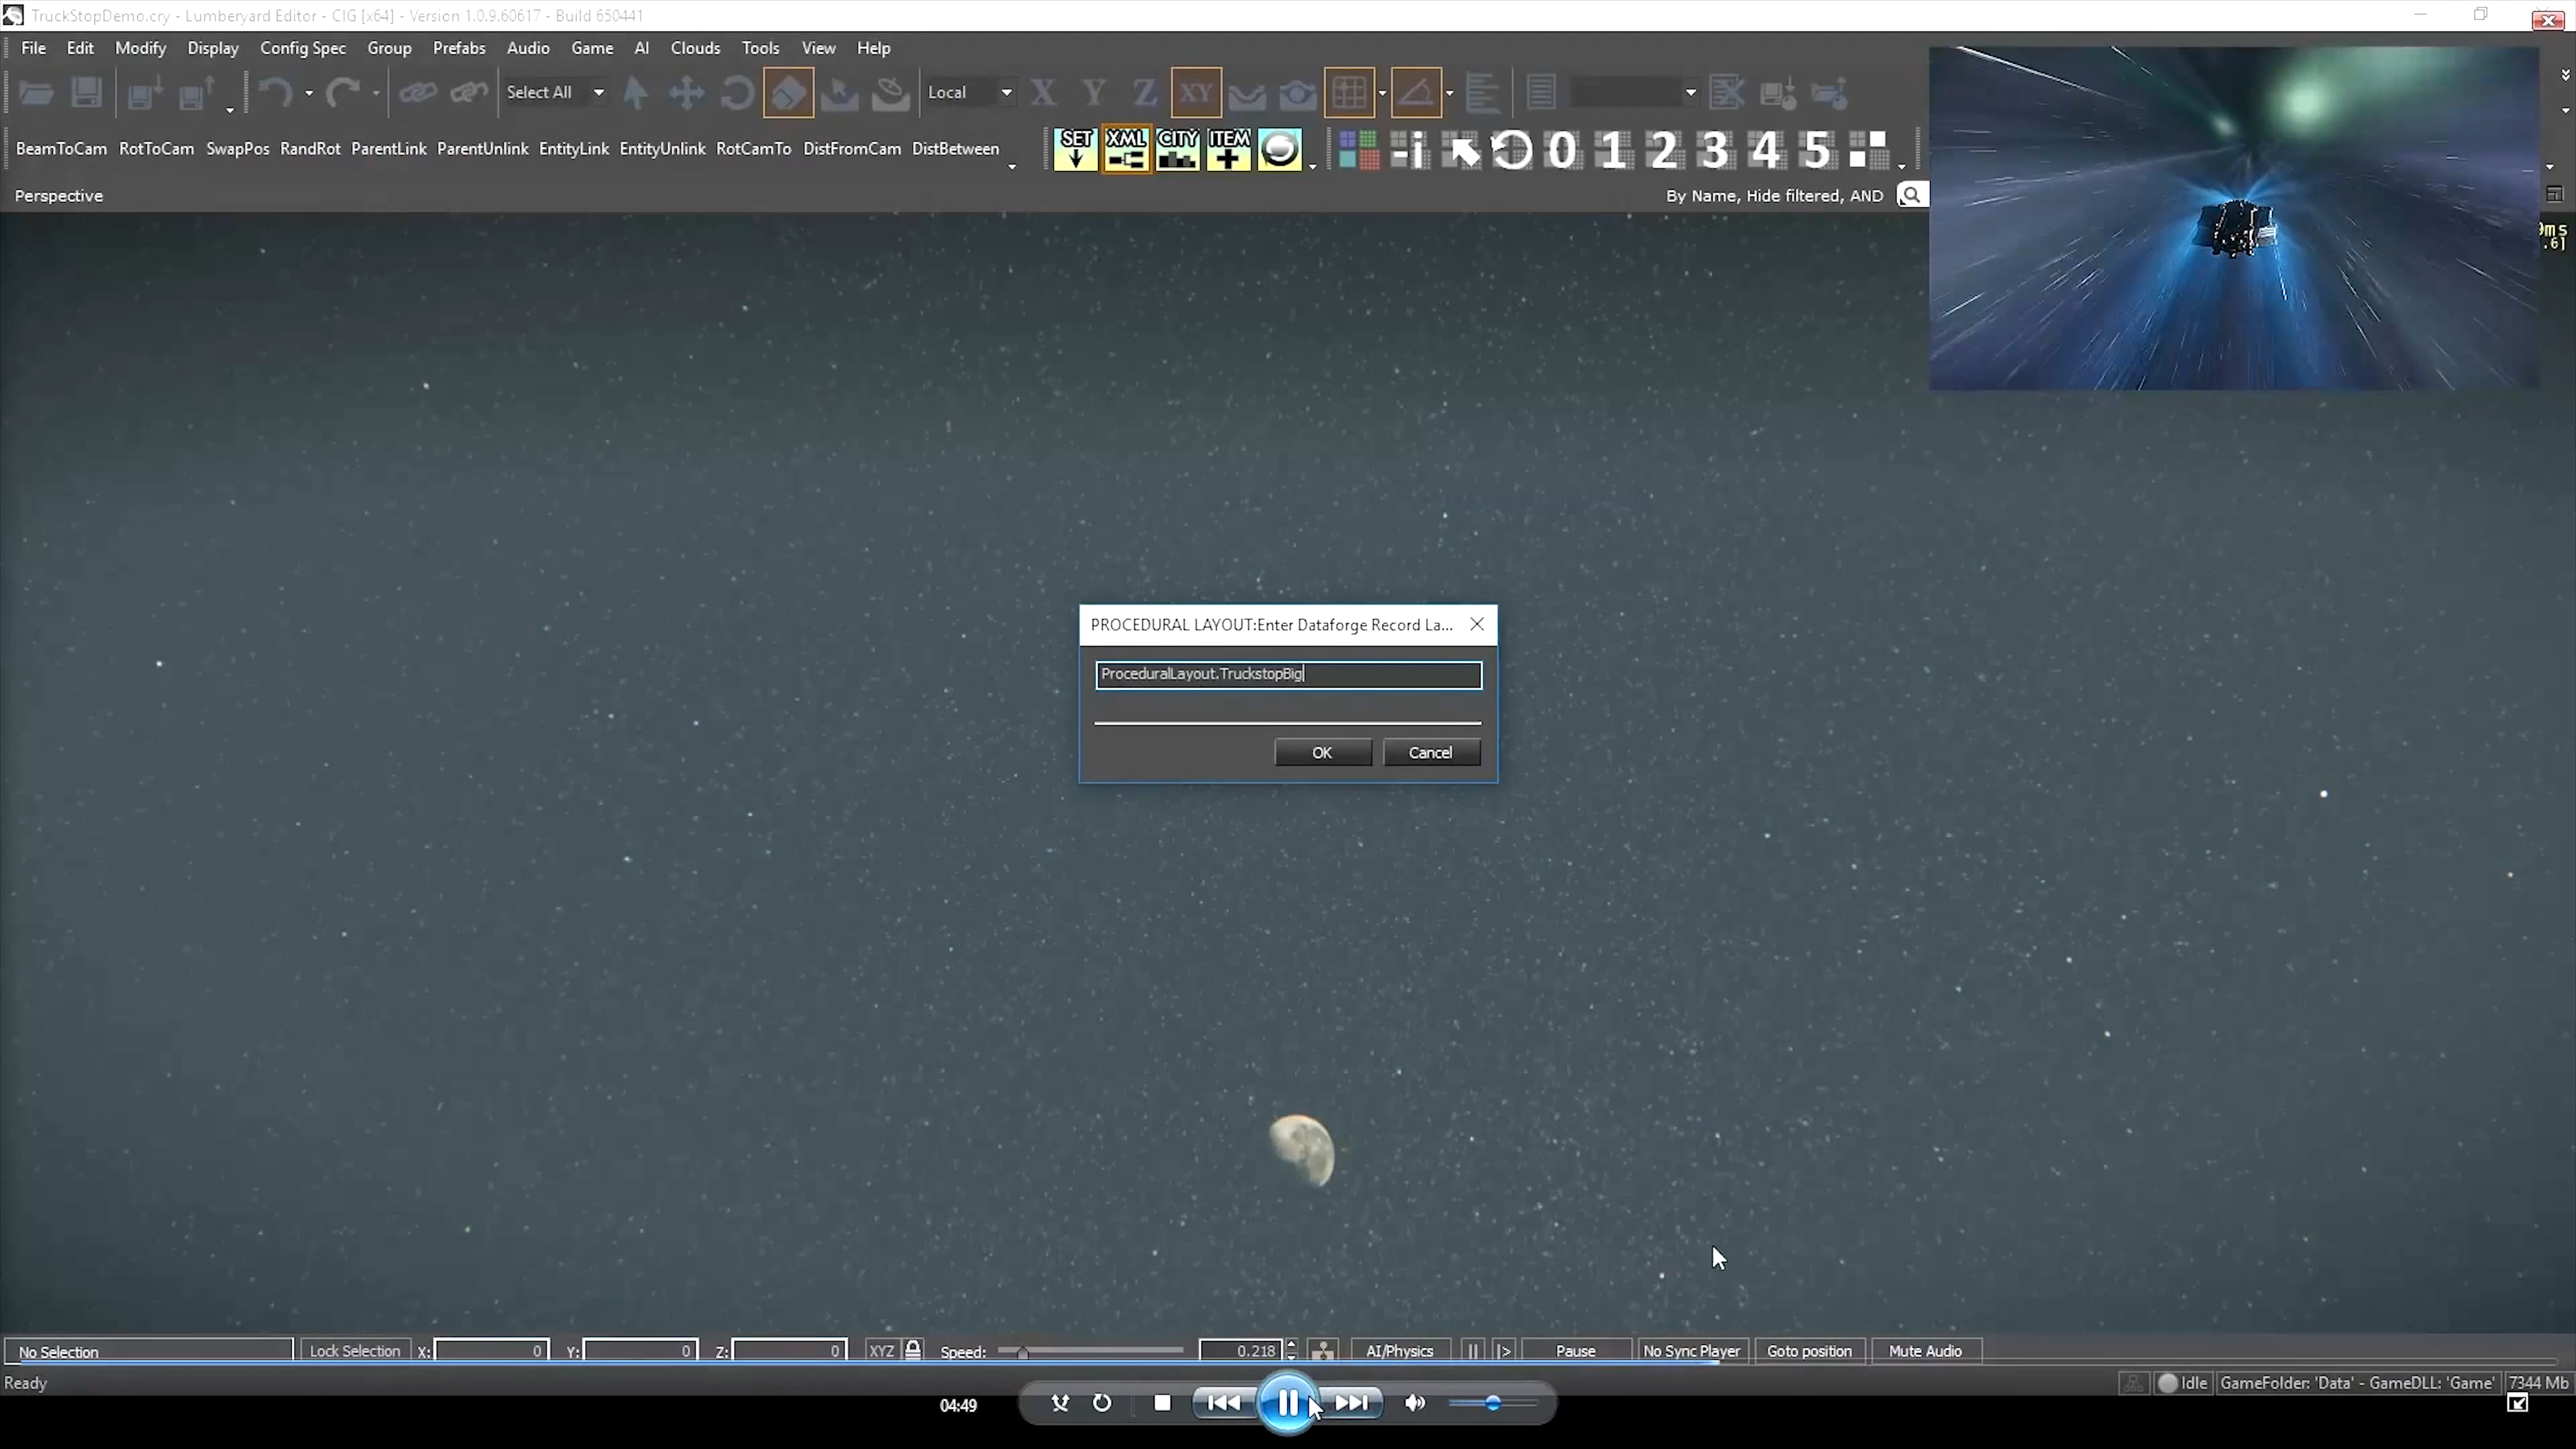 TruckStopDemo.cry - Lumberyard Editor - CIG [x64] - Version 1.0.9.60617 - Build 650441
File Edit Modify Display Config Spec Group Prefabs Audio Game AI Clouds Tools View Help
Select All Local X Y Z XY
BeamToCam RotToCam SwapPos RandRot ParentLink ParentUnlink EntityLink EntityUnlink RotCamTo DistFromCam DistBetween SET XML CITY ITEM -i 0 1 2 3 4 5
Perspective By Name, Hide filtered, AND
PROCEDURAL LAYOUT:Enter Dataforge Record La...
ProceduralLayout.TruckstopBig
OK Cancel
No Selection Lock Selection X: 0 Y: 0 Z: 0 XYZ Speed: 0.218 AI/Physics Pause No Sync Player Goto position Mute Audio
Ready Idle GameFolder: 'Data' - GameDLL: 'Game' 7344 Mb
04:49